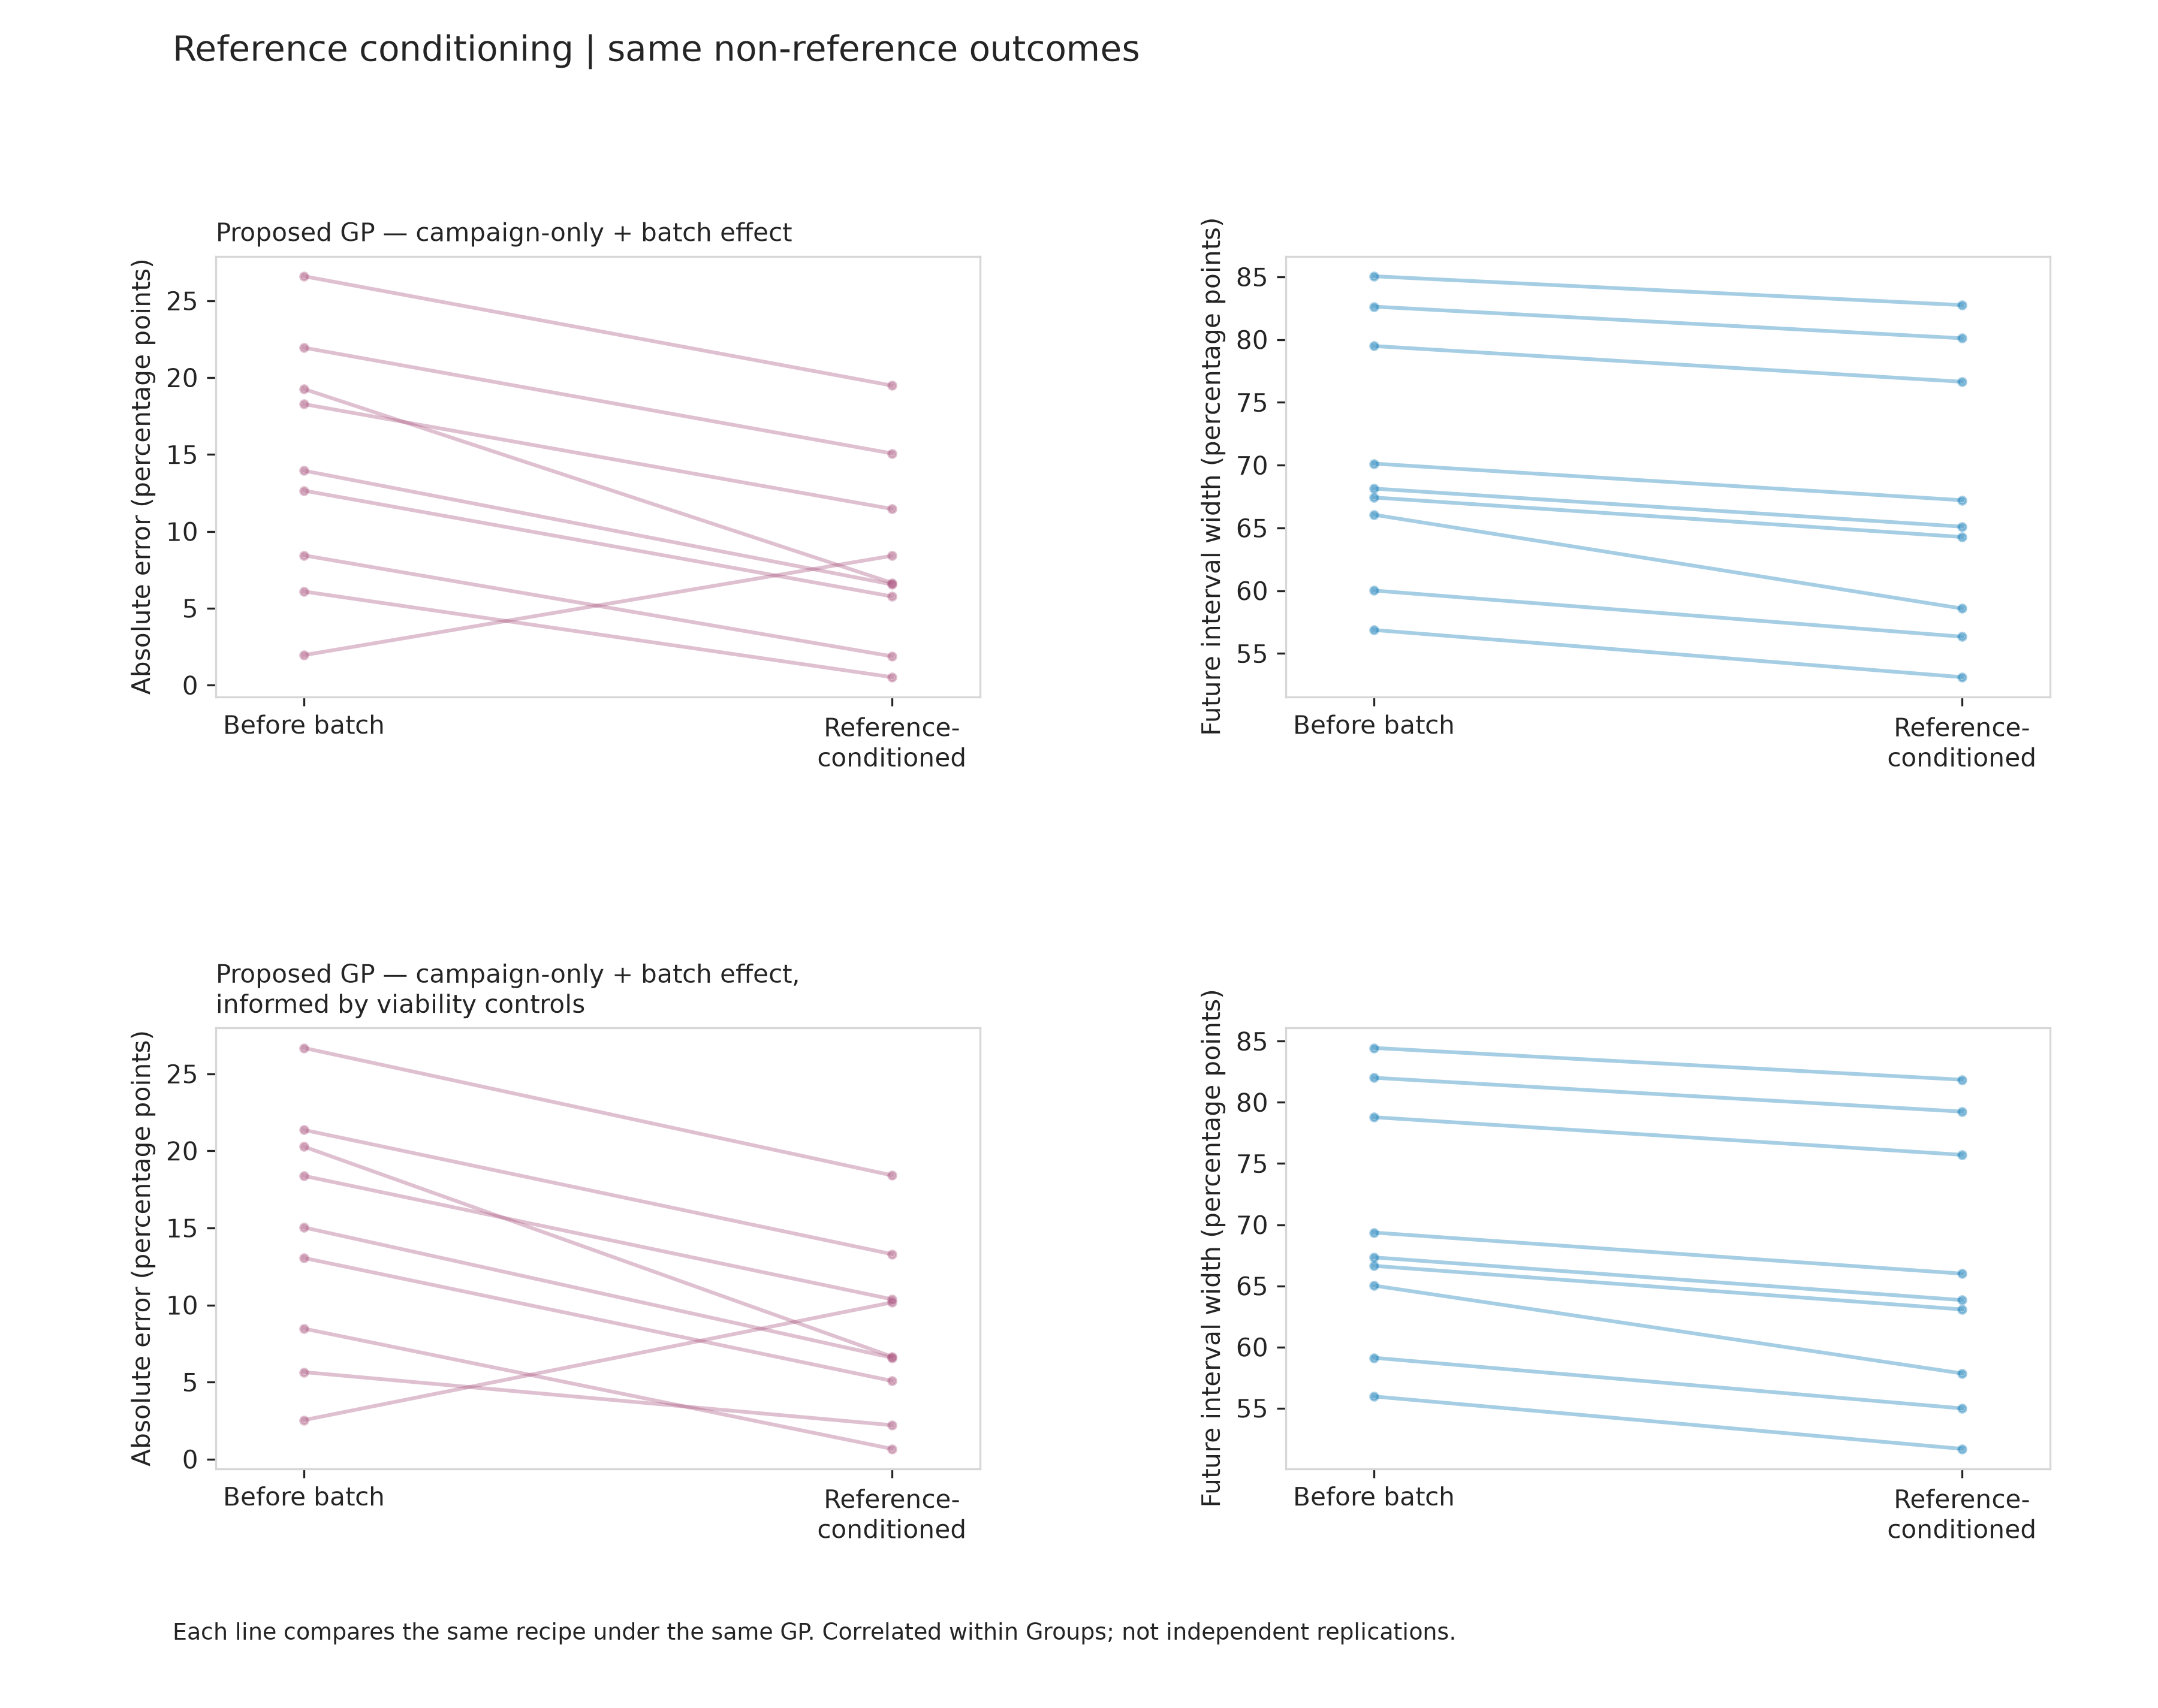 Reference conditioning | same non-reference outcomes
Proposed GP — campaign-only + batch effect
Absolute error (percentage points)
25
20
15
10
5
0
Before batch
Reference-
conditioned
Future interval width (percentage points)
85
80
75
70
65
60
55
Before batch
Reference-
conditioned
Proposed GP — campaign-only + batch effect,
informed by viability controls
Absolute error (percentage points)
25
20
15
10
5
0
Before batch
Reference-
conditioned
Future interval width (percentage points)
85
80
75
70
65
60
55
Before batch
Reference-
conditioned
Each line compares the same recipe under the same GP. Correlated within Groups; not independent replications.